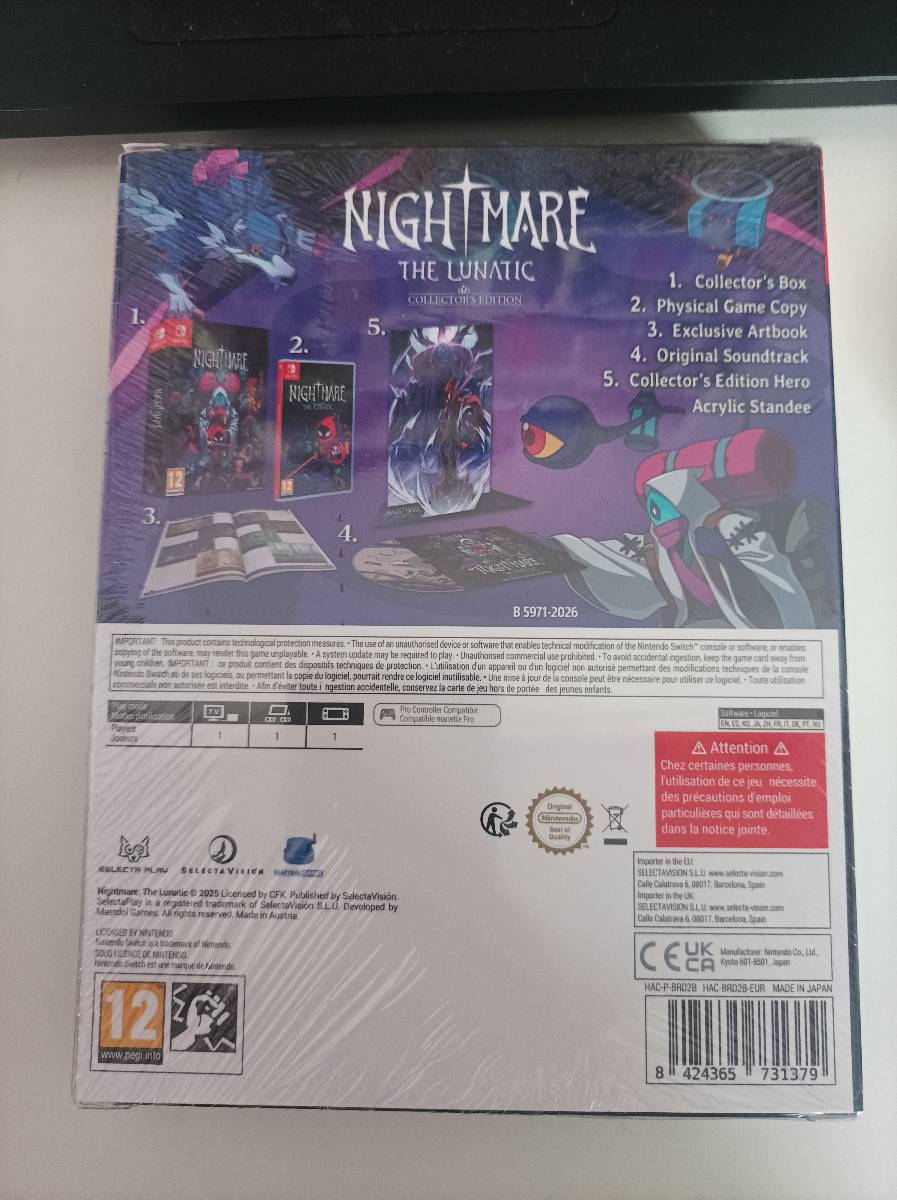 NIGHTMARE
THE LUNATIC
COLLECTOR'S EDITION
1. Collector's Box
2. Physical Game Copy
3. Exclusive Artbook
4. Original Soundtrack
5. Collector's Edition Hero
Acrylic Standee
1.
2.
5.
NIGHTMARE
12
NIGHTMARE
THE LUNATIC
12
3.
4.
NIGHTMARE
B 5971-2026
IMPORTANT: This product contains technological protection measures. • The use of an unauthorised device or software that enables technical modification of the Nintendo Switch™ console or software, or enables
copying of the software, may render this game unplayable. • A system update may be required to play. • Unauthorised commercial use prohibited. • To avoid accidental ingestion, keep the game card away from
young children. IMPORTANT : ce produit contient des dispositifs techniques de protection. • L'utilisation d'un appareil ou d'un logiciel non autorisé permettant des modifications techniques de la console
Nintendo Switch ou de ses logiciels, ou permettant la copie du logiciel, pourrait rendre ce logiciel inutilisable. • Une mise à jour de la console peut être nécessaire pour utiliser ce logiciel. • Toute utilisation
commerciale non autorisée est interdite. • Afin d'éviter toute i ngestion accidentelle, conservez la carte de jeu hors de portée des jeunes enfants.
Play mode
Modes d'utilisation
TV
Players
Joueurs
1
1
1
Pro Controller Compatible
Compatible manette Pro
Software • Logiciel
EN, ES, KO, JA, ZH, FR, IT, DE, PT, RU
Attention
Chez certaines personnes,
l'utilisation de ce jeu nécessite
des précautions d'emploi
particulières qui sont détaillées
dans la notice jointe.
Original
Nintendo
Seal of
Quality
TM
SELECTA PLAY
SELECTA VISIÓN
Nightmare: The Lunatic © 2025 Licensed by CFK. Published by SelectaVisión.
SelectaPlay is a registered trademark of SelectaVisión S.L.U. Developed by
Maetdol Games. All rights reserved. Made in Austria
LICENSED BY NINTENDO.
Nintendo Switch is a trademark of Nintendo.
SOUS LICENCE DE NINTENDO.
Nintendo Switch est une marque de Nintendo.
12
www.pegi.info
Importer in the EU:
SELECTAVISION S.L.U. www.selecta-vision.com
Calle Calatrava 6, 08017, Barcelona, Spain
Importer in the UK:
SELECTAVISION S.L.U. www.selecta-vision.com
Calle Calatrava 6, 08017, Barcelona, Spain
CE UK
CA
Manufacturer: Nintendo Co., Ltd.,
Kyoto 601-8501, Japan
HAC-P-BRD2B HAC-BRD2B-EUR MADE IN JAPAN
8 424365 731379